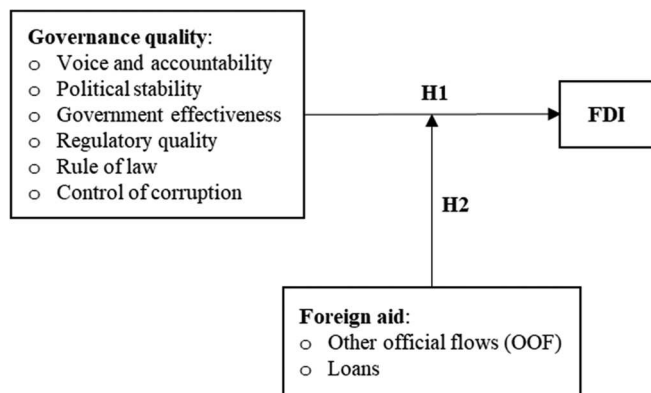 Governance quality:
o Voice and accountability
o Political stability
o Government effectiveness
o Regulatory quality
o Rule of law
o Control of corruption
H1
FDI
H2
Foreign aid:
o Other official flows (OOF)
o Loans